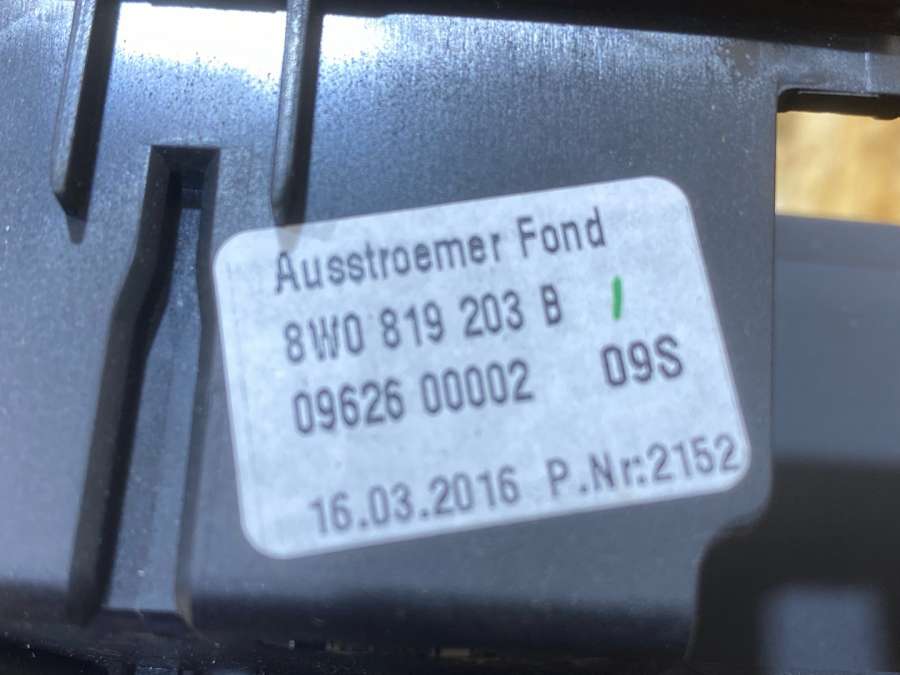 Ausstroemer Fond
8W0 819 203 B
09626 00002 09S
16.03.2016 P.Nr:2152